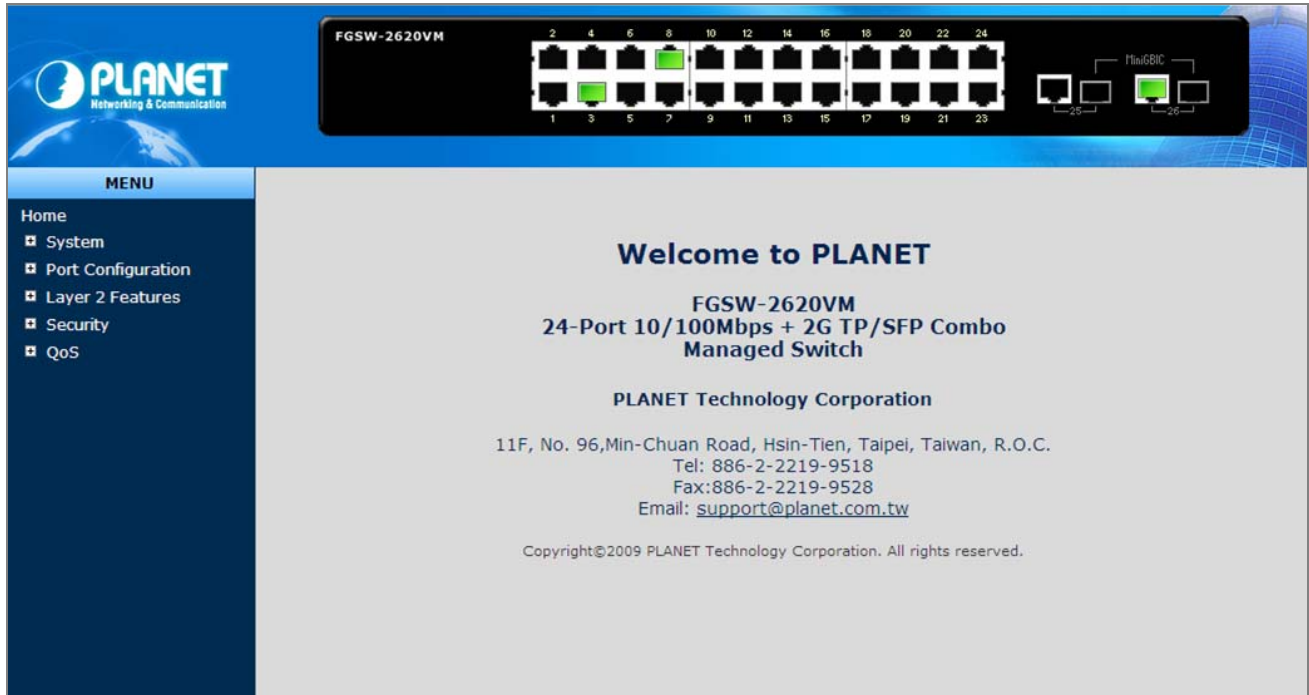 PLANET
Networking & Communication
FGSW-2620VM
2 4 6 8 10 12 14 16 18 20 22 24
MiniGBIC
1 3 5 7 9 11 13 15 17 19 21 23
25 26
MENU
Home
System
Port Configuration
Layer 2 Features
Security
QoS
Welcome to PLANET
FGSW-2620VM
24-Port 10/100Mbps + 2G TP/SFP Combo
Managed Switch
PLANET Technology Corporation
11F, No. 96,Min-Chuan Road, Hsin-Tien, Taipei, Taiwan, R.O.C.
Tel: 886-2-2219-9518
Fax:886-2-2219-9528
Email: support@planet.com.tw
Copyright©2009 PLANET Technology Corporation. All rights reserved.